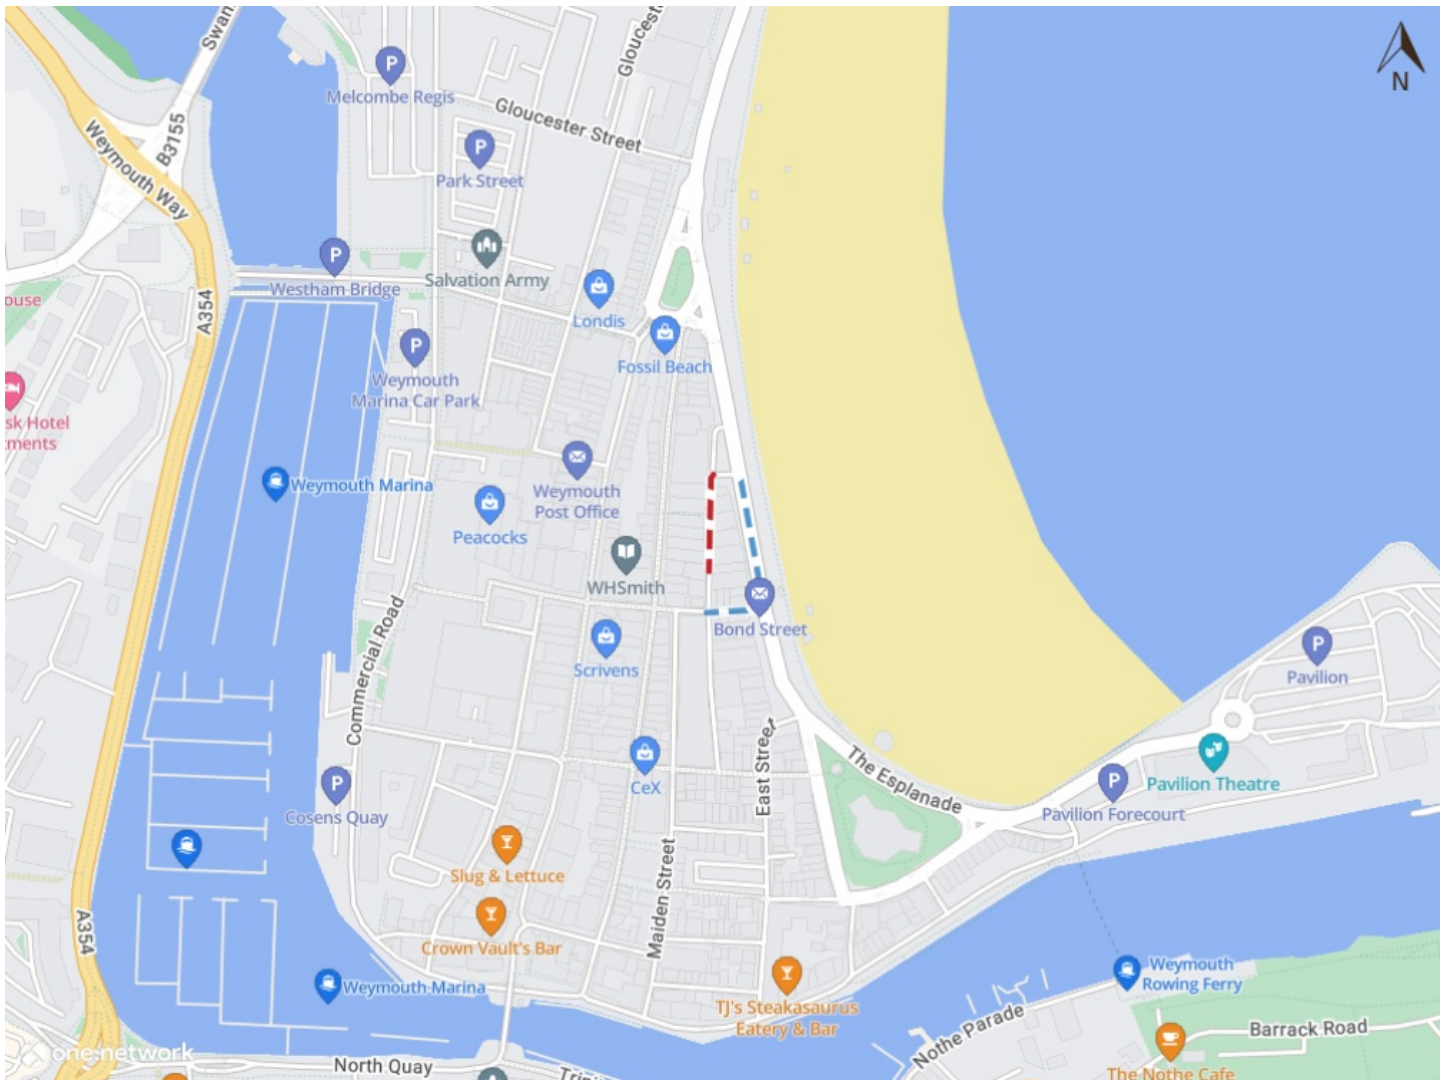 Swan
Gloucest
N
Melcombe Regis
Gloucester Street
B3155
Weymouth Way
Park Street
Salvation Army
Westham Bridge
ouse
A354
Londis
Fossil Beach
Weymouth
Marina Car Park
sk Hotel
tments
Weymouth Marina
Weymouth
Post Office
Peacocks
WHSmith
Bond Street
Commercial Road
Scrivens
Pavilion
East Street
The Esplanade
CeX
Pavilion Theatre
Cosens Quay
Pavilion Forecourt
Slug & Lettuce
Maiden Street
A354
Crown Vault's Bar
Weymouth Marina
Weymouth
Rowing Ferry
TJ's Steakasaurus
Eatery & Bar
Nothe Parade
Barrack Road
one.network
North Quay
The Nothe Cafe